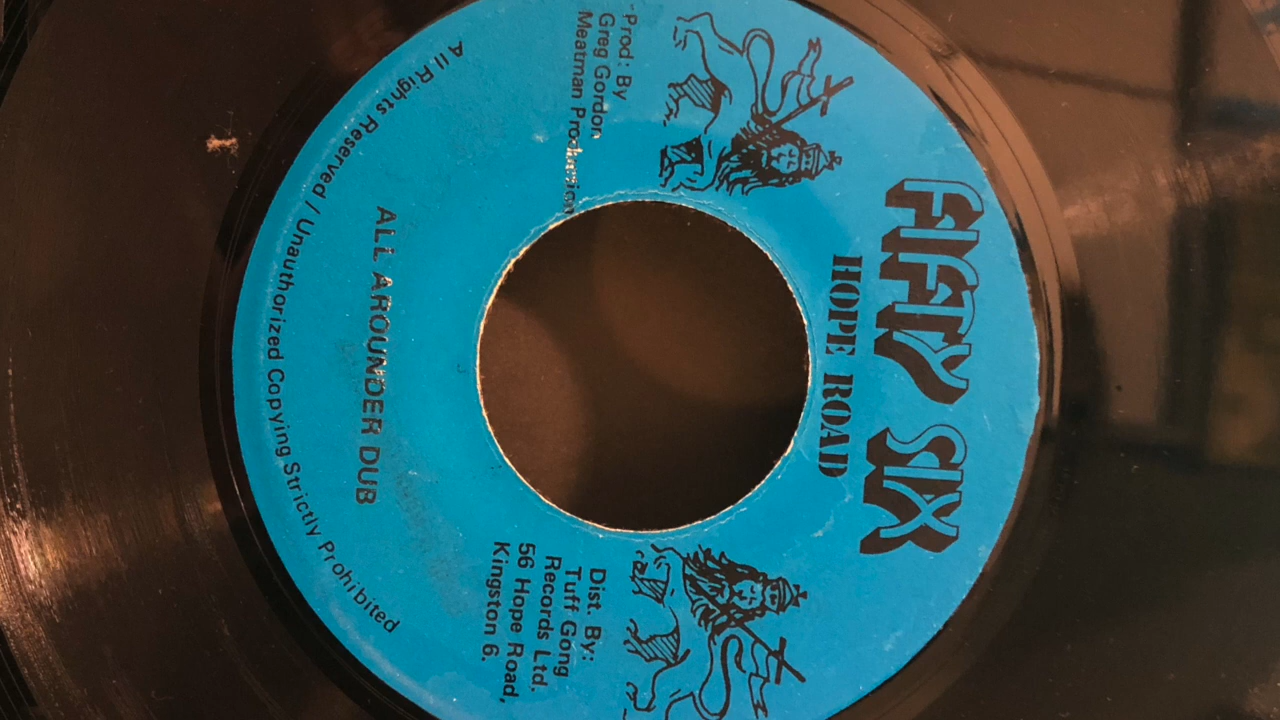 FIFTY SIX
HOPE ROAD
-Prod: By
Greg Gordon
Meatman Production
Dist. By:
Tuff Gong
Records Ltd.
56 Hope Road,
Kingston 6.
ALL AROUNDER DUB
All Rights Reserved / Unauthorized Copying Strictly Prohibited